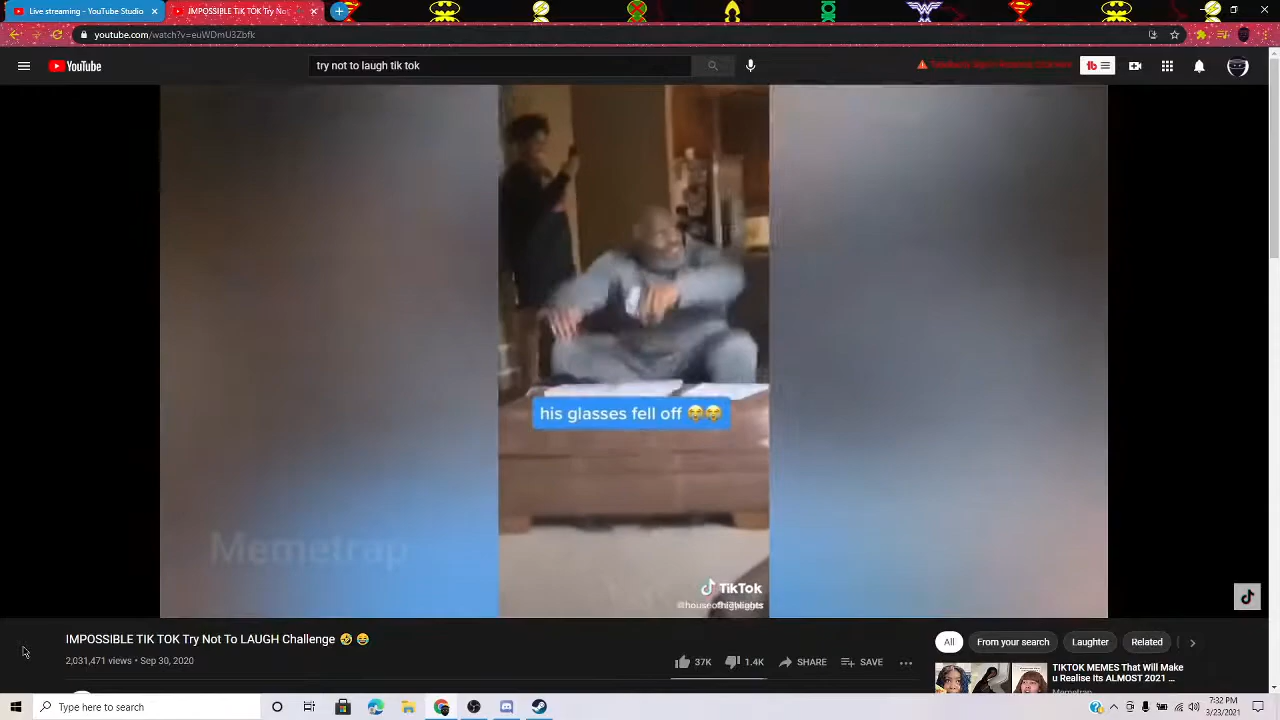 Live streaming - YouTube Studio
IMPOSSIBLE TIK TOK Try Not
youtube.com/watch?v=euWDmU3Zbfk
YouTube
try not to laugh tik tok
tb
his glasses fell off 😂😂
Memetrap
TikTok
IMPOSSIBLE TIK TOK Try Not To LAUGH Challenge 🤣 😂
2,031,471 views • Sep 30, 2020
37K
1.4K
SHARE
SAVE
All
From your search
Laughter
Related
TIKTOK MEMES That Will Make
u Realise Its ALMOST 2021 ...
Memetrap
Type here to search
7:32 PM
3/23/2021